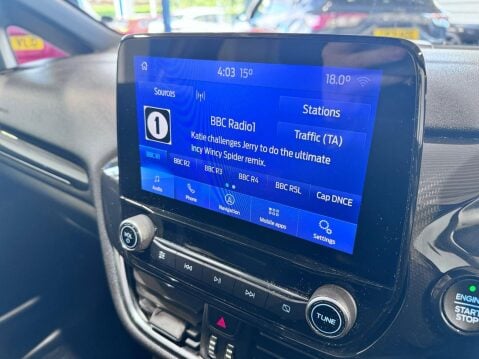 4:03 15° 18.0°
Sources
Stations
1
BBC Radio1
Traffic (TA)
Katie challenges Jerry to do the ultimate
Incy Wincy Spider remix.
BBC R1 BBC R2 BBC R3 BBC R4 BBC R5L Cap DNCE
Audio Phone Navigation Mobile apps Settings
VOL
TUNE
ENGINE
START
STOP